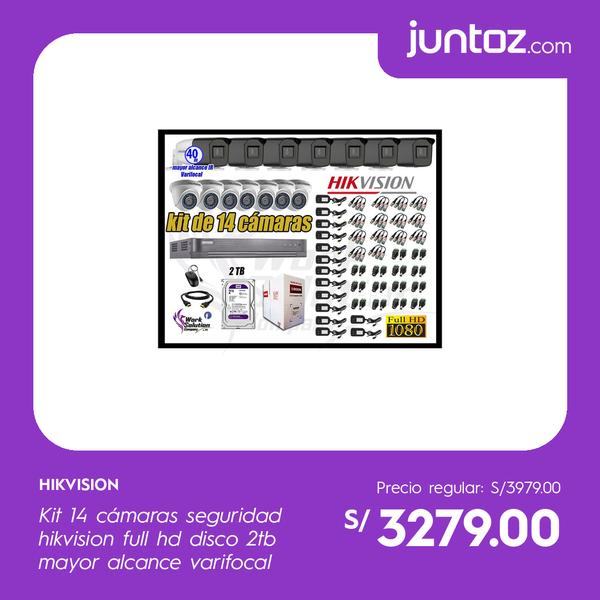 juntoz.com
40
mayor alcance IR
Varifocal
HIKVISION
kit de 14 cámaras
2 TB
Work
Solution
Company
Full HD
1080
HIKVISION
Kit 14 cámaras seguridad
hikvision full hd disco 2tb
mayor alcance varifocal
Precio regular: S/3979.00
S/ 3279.00